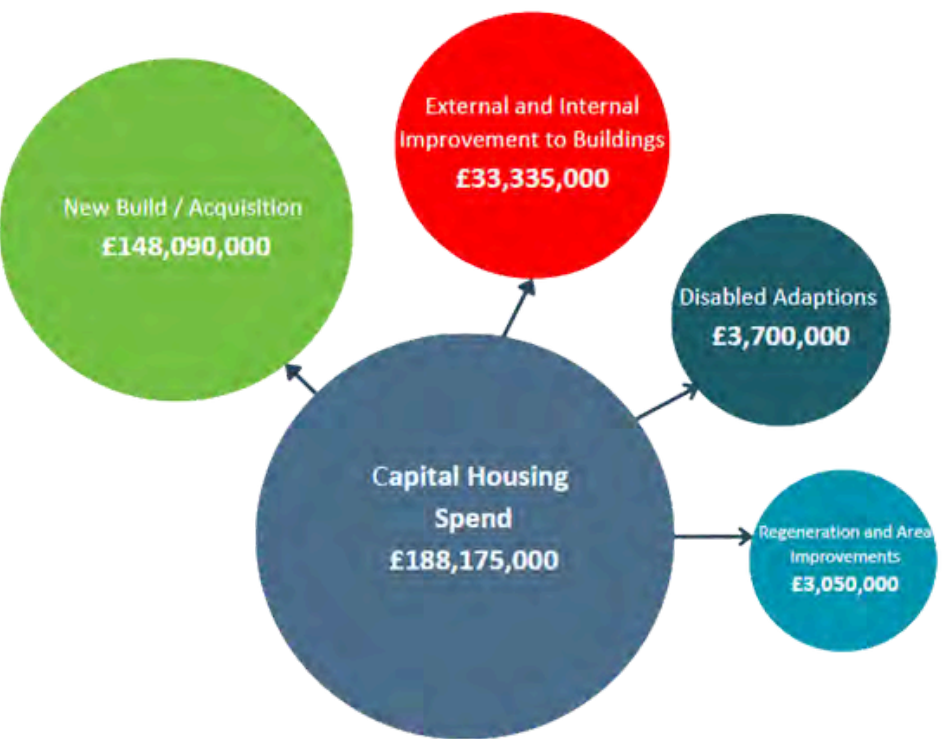 External and Internal
Improvement to Buildings
£33,335,000
New Build / Acquisition
£148,090,000
Disabled Adaptions
£3,700,000
Capital Housing
Spend
£188,175,000
Regeneration and Area
Improvements
£3,050,000